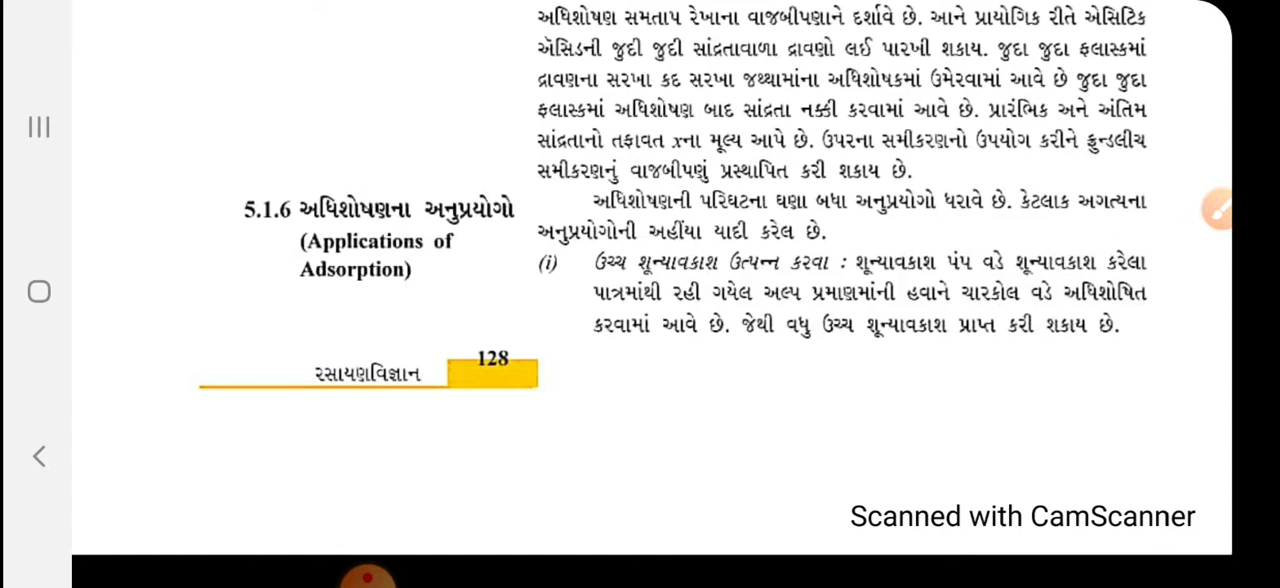 અધિશોષણ સમતાપ રેખાના વાજબીપણાને દર્શાવે છે. આને પ્રાયોગિક રીતે એસિટિક
ઍસિડની જુદી જુદી સાંદ્રતાવાળા દ્રાવણો લઈ પારખી શકાય. જુદા જુદા ફલાસ્કમાં
દ્રાવણના સરખા કદ સરખા જથ્થામાંના અધિશોષકમાં ઉમેરવામાં આવે છે જુદા જુદા
ફલાસ્કમાં અધિશોષણ બાદ સાંદ્રતા નક્કી કરવામાં આવે છે. પ્રારંભિક અને અંતિમ
સાંદ્રતાનો તફાવત xના મૂલ્ય આપે છે. ઉપરના સમીકરણનો ઉપયોગ કરીને ફ્રુન્ડલીચ
સમીકરણનું વાજબીપણું પ્રસ્થાપિત કરી શકાય છે.
5.1.6 અધિશોષણના અનુપ્રયોગો
(Applications of
Adsorption)
અધિશોષણની પરિઘટના ઘણા બધા અનુપ્રયોગો ધરાવે છે. કેટલાક અગત્યના
અનુપ્રયોગોની અહીંયા યાદી કરેલ છે.
(i) ઉચ્ચ શૂન્યાવકાશ ઉત્પન્ન કરવા : શૂન્યાવકાશ પંપ વડે શૂન્યાવકાશ કરેલા
પાત્રમાંથી રહી ગયેલ અલ્પ પ્રમાણમાંની હવાને ચારકોલ વડે અધિશોષિત
કરવામાં આવે છે. જેથી વધુ ઉચ્ચ શૂન્યાવકાશ પ્રાપ્ત કરી શકાય છે.
રસાયણવિજ્ઞાન 128
Scanned with CamScanner